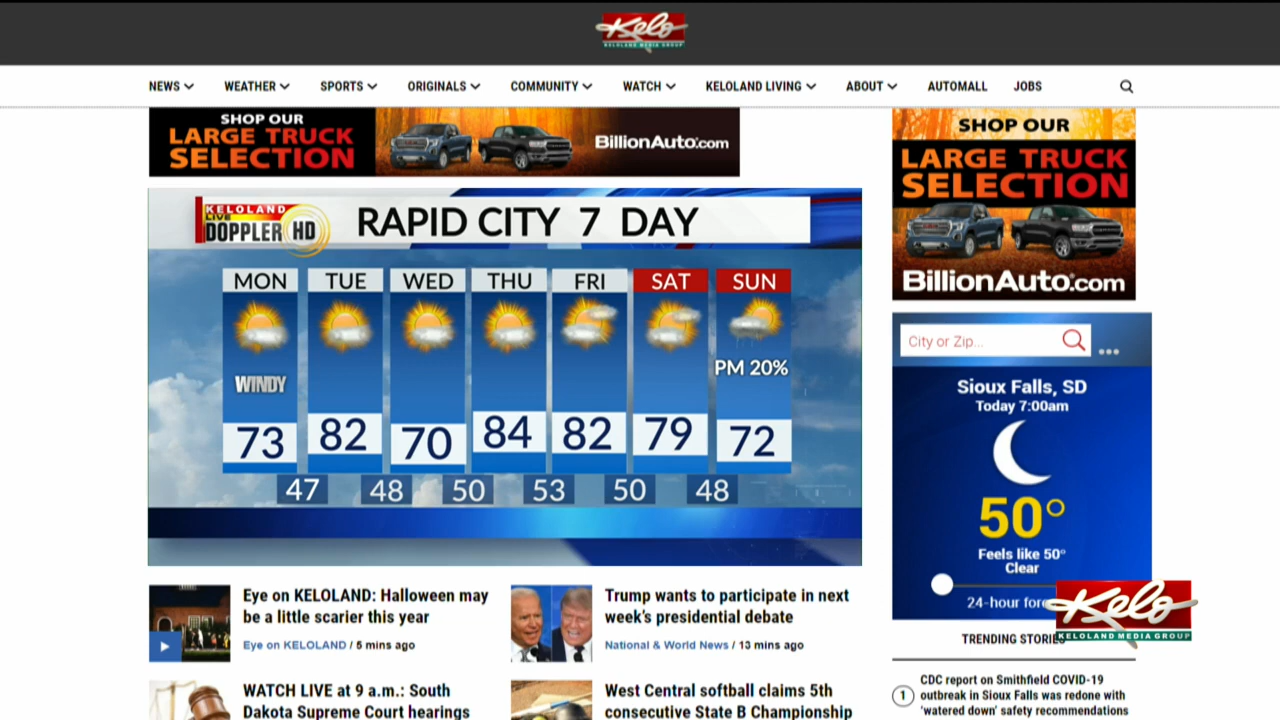 Kelo
KELOLAND MEDIA GROUP
NEWS WEATHER SPORTS ORIGINALS COMMUNITY WATCH KELOLAND LIVING ABOUT AUTOMALL JOBS
SHOP OUR
LARGE TRUCK
SELECTION
BillionAuto.com
SHOP OUR
LARGE TRUCK
SELECTION
BillionAuto.com
KELOLAND
LIVE
DOPPLER HD
RAPID CITY 7 DAY
MON TUE WED THU FRI SAT SUN
WINDY
PM 20%
73 82 70 84 82 79 72
47 48 50 53 50 48
City or Zip...
Sioux Falls, SD
Today 7:00am
50°
Feels like 50°
Clear
24-hour fore
Kelo
KELOLAND MEDIA GROUP
Eye on KELOLAND: Halloween may
be a little scarier this year
Eye on KELOLAND / 5 mins ago
Trump wants to participate in next
week's presidential debate
National & World News / 13 mins ago
WATCH LIVE at 9 a.m.: South
Dakota Supreme Court hearings
West Central softball claims 5th
consecutive State B Championship
TRENDING STORIES
1
CDC report on Smithfield COVID-19
outbreak in Sioux Falls was redone with
'watered down' safety recommendations